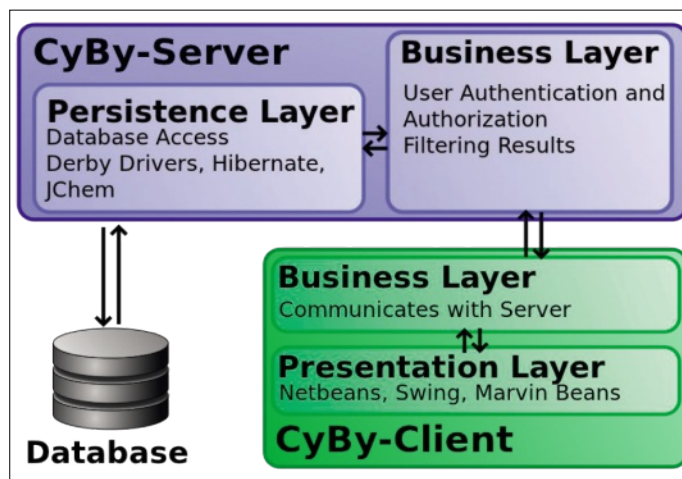 CyBy-Server
Persistence Layer
Database Access
Derby Drivers, Hibernate,
JChem
Business Layer
User Authentication and
Authorization
Filtering Results
Business Layer
Communicates with Server
Presentation Layer
Netbeans, Swing, Marvin Beans
CyBy-Client
Database